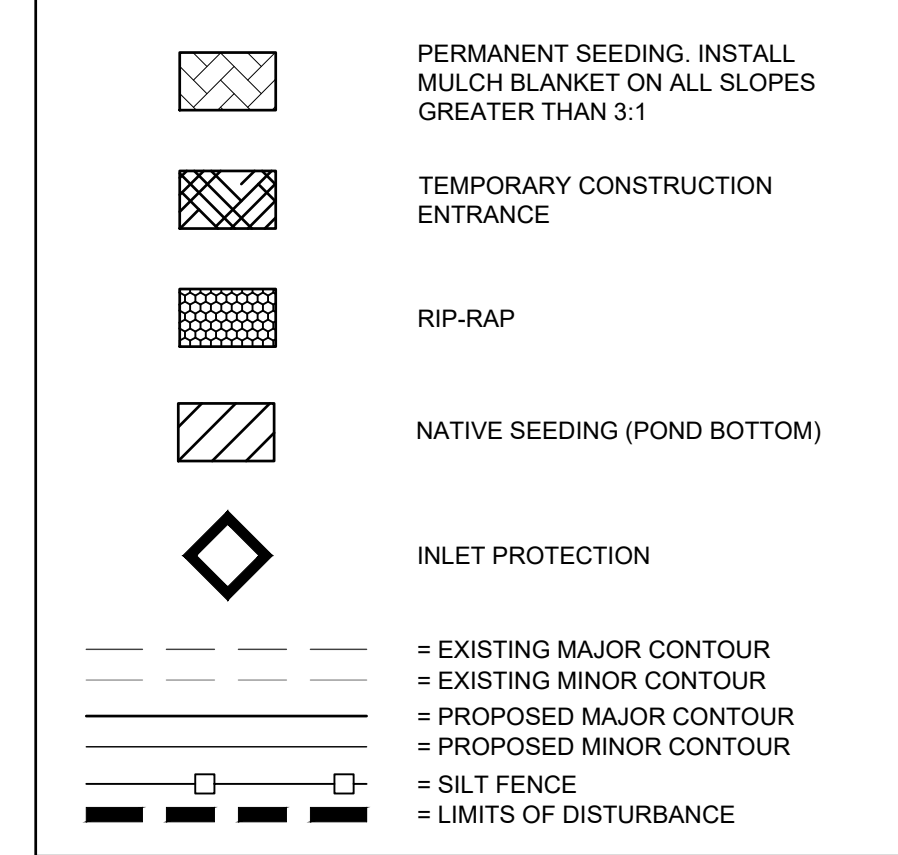 PERMANENT SEEDING. INSTALL
MULCH BLANKET ON ALL SLOPES
GREATER THAN 3:1
TEMPORARY CONSTRUCTION
ENTRANCE
RIP-RAP
NATIVE SEEDING (POND BOTTOM)
INLET PROTECTION
= EXISTING MAJOR CONTOUR
= EXISTING MINOR CONTOUR
= PROPOSED MAJOR CONTOUR
= PROPOSED MINOR CONTOUR
= SILT FENCE
= LIMITS OF DISTURBANCE